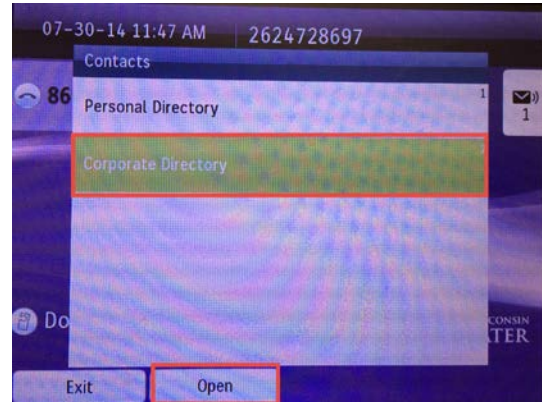 07-30-14 11:47 AM 2624728697
Contacts
86
Personal Directory 1
1
Corporate Directory 2
Do
CONSIN
TER
Exit Open